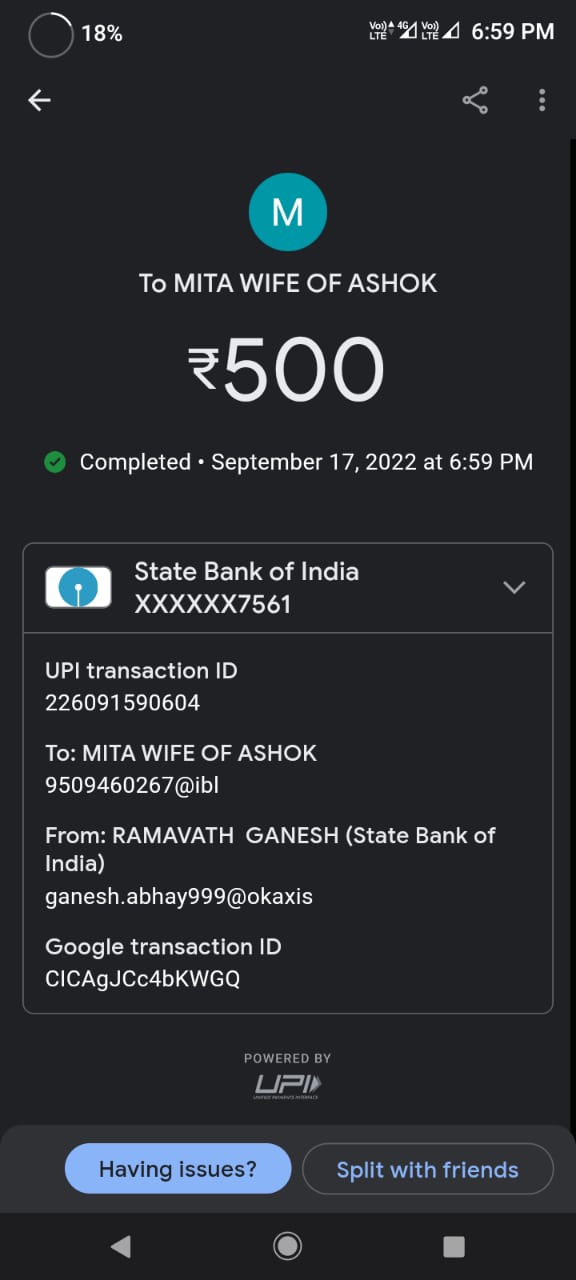 18%
Vo) 4G Vo)
LTE LTE 6:59 PM
M
To MITA WIFE OF ASHOK
₹500
Completed • September 17, 2022 at 6:59 PM
State Bank of India
XXXXXX7561
UPI transaction ID
226091590604
To: MITA WIFE OF ASHOK
9509460267@ibl
From: RAMAVATH GANESH (State Bank of
India)
ganesh.abhay999@okaxis
Google transaction ID
CICAgJCc4bKWGQ
POWERED BY
UPI
UNIFIED PAYMENTS INTERFACE
Having issues?
Split with friends